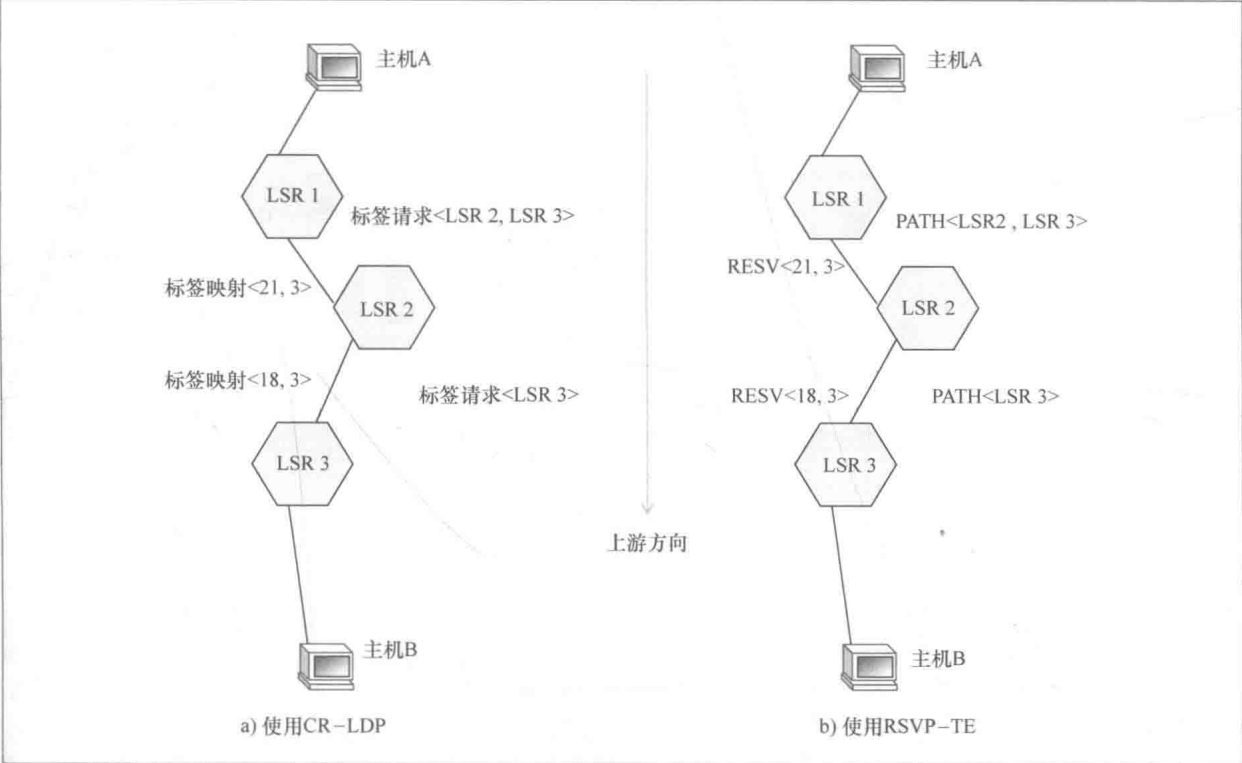 主机A
LSR 1
标签请求<LSR 2, LSR 3>
标签映射<21, 3>
LSR 2
标签映射<18, 3>
标签请求<LSR 3>
LSR 3
主机B
a) 使用CR-LDP
上游方向
主机A
LSR 1
PATH<LSR2 , LSR 3>
RESV<21, 3>
LSR 2
RESV<18, 3>
PATH<LSR 3>
LSR 3
主机B
b) 使用RSVP-TE